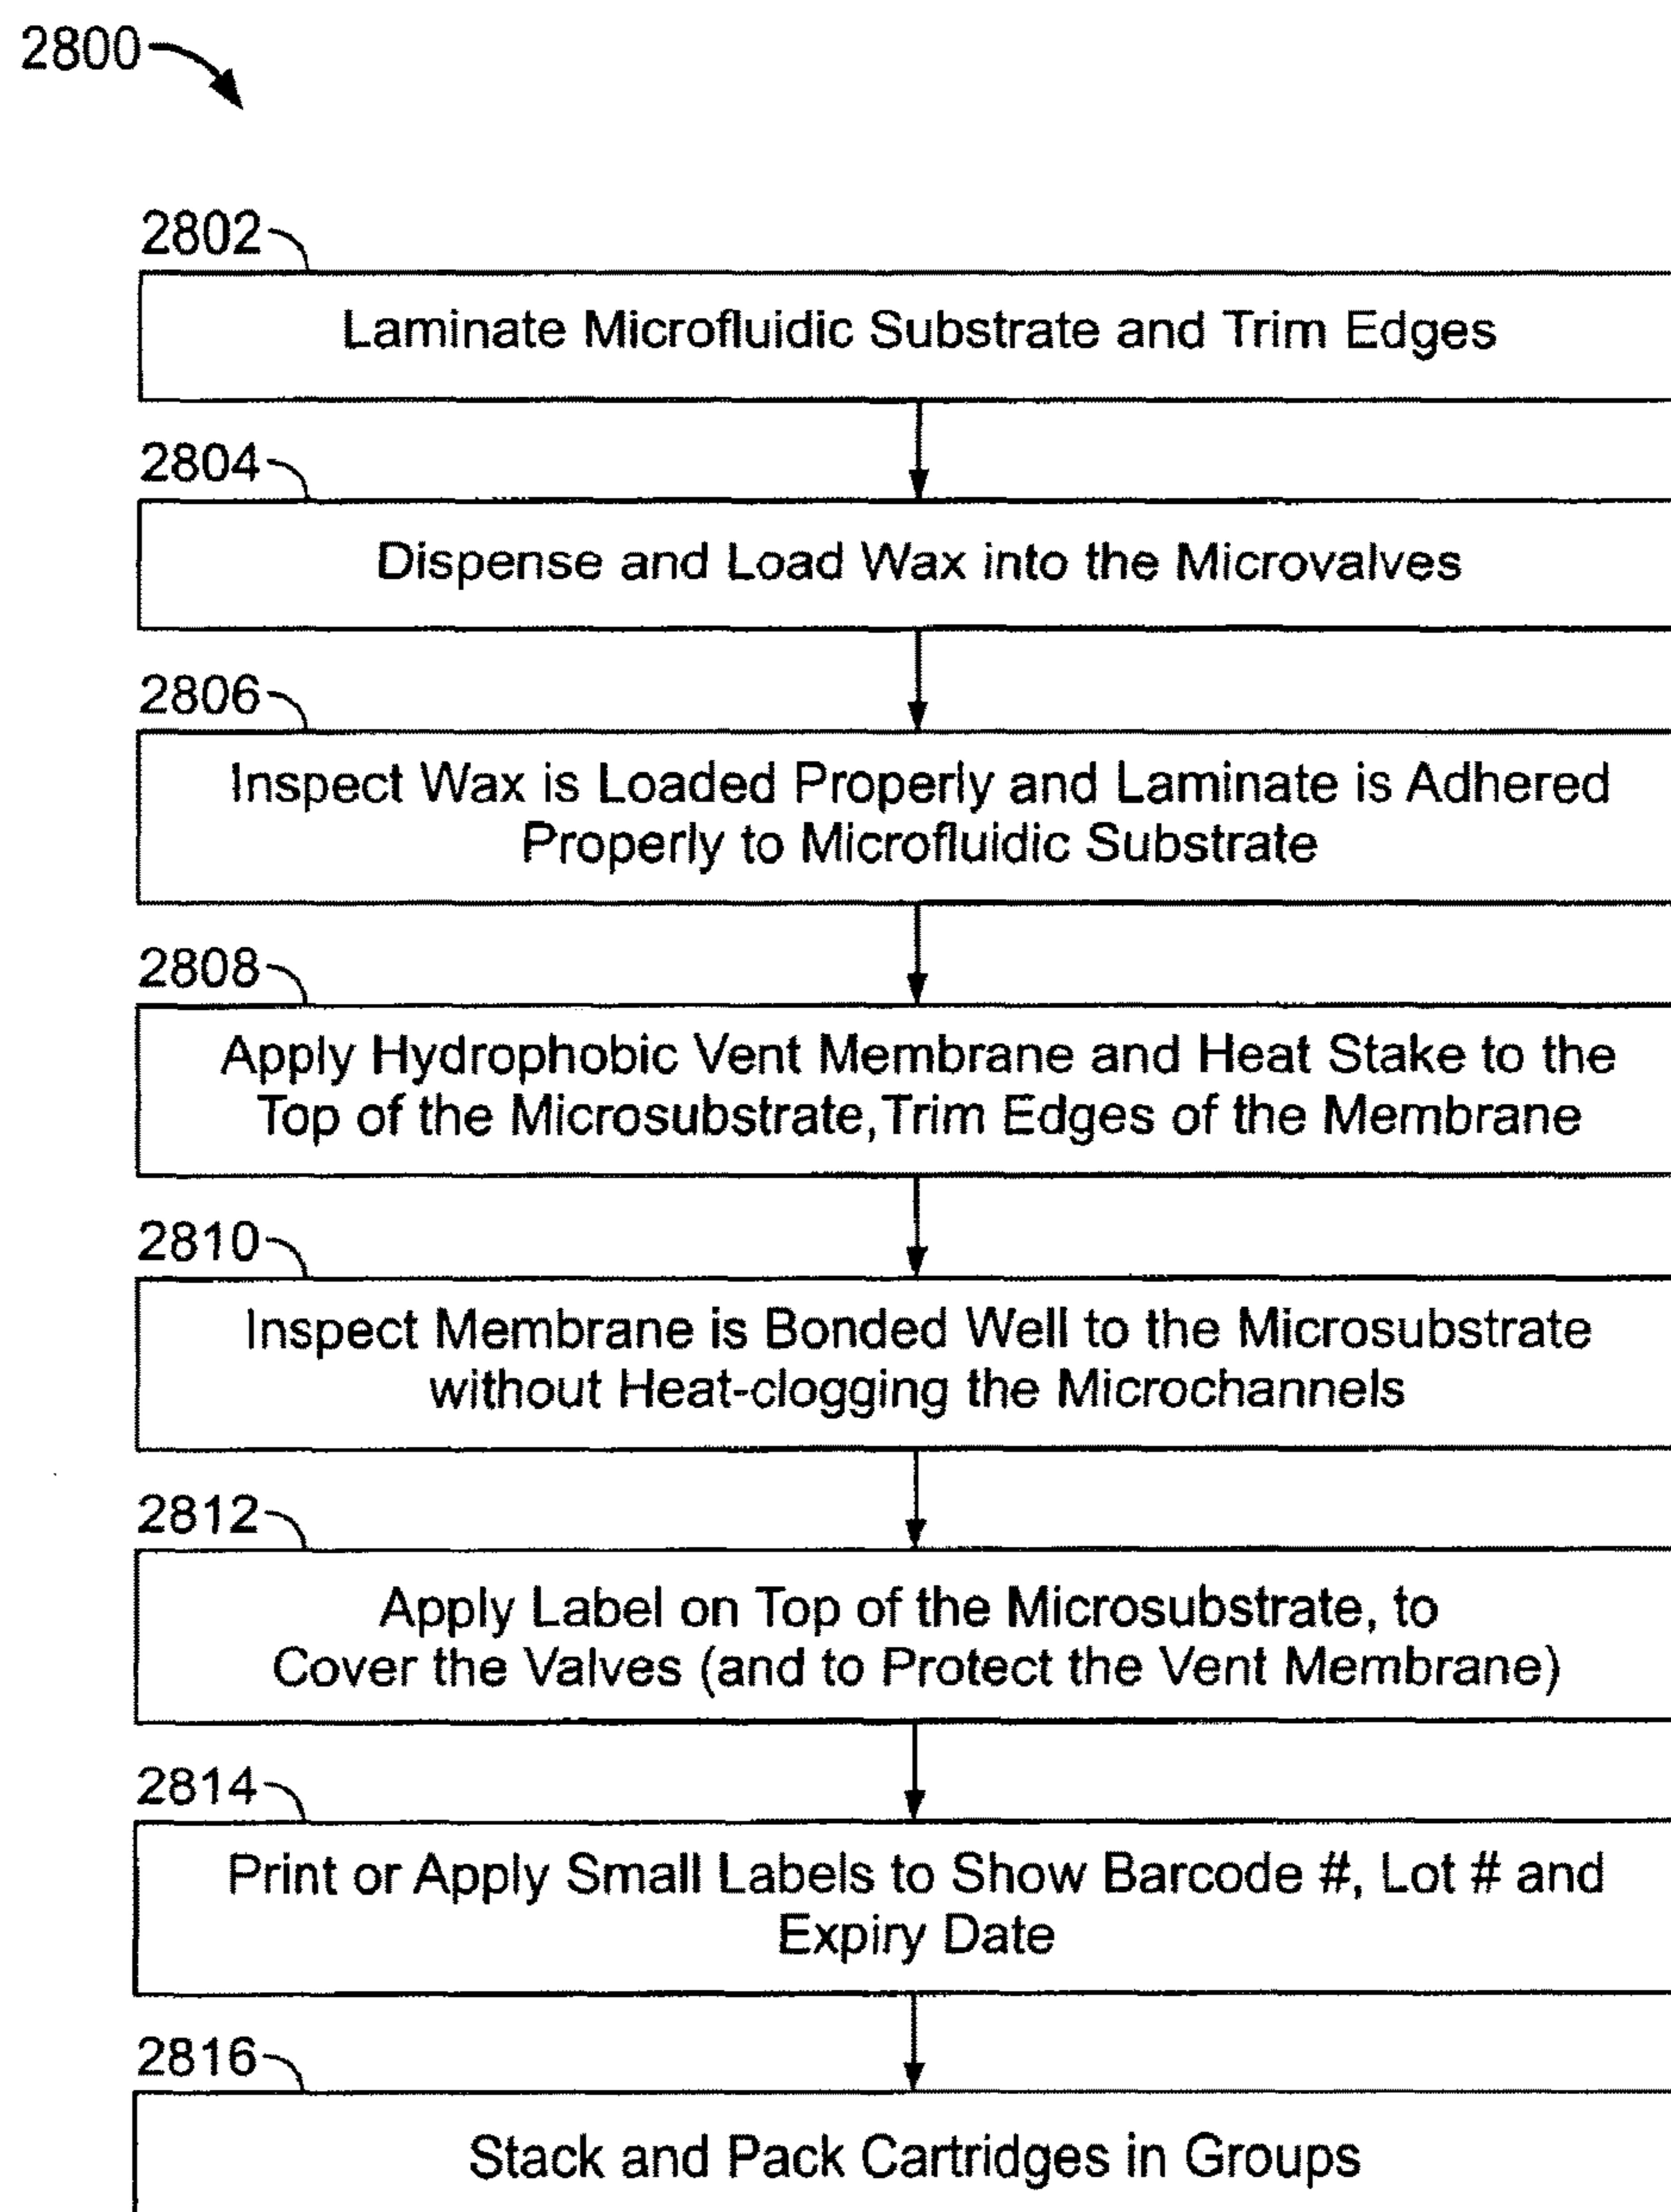 2800
2802
Laminate Microfluidic Substrate and Trim Edges
2804
Dispense and Load Wax into the Microvalves
2806
Inspect Wax is Loaded Properly and Laminate is Adhered
Properly to Microfluidic Substrate
2808
Apply Hydrophobic Vent Membrane and Heat Stake to the
Top of the Microsubstrate, Trim Edges of the Membrane
2810
Inspect Membrane is Bonded Well to the Microsubstrate
without Heat-clogging the Microchannels
2812
Apply Label on Top of the Microsubstrate, to
Cover the Valves (and to Protect the Vent Membrane)
2814
Print or Apply Small Labels to Show Barcode #, Lot # and
Expiry Date
2816
Stack and Pack Cartridges in Groups